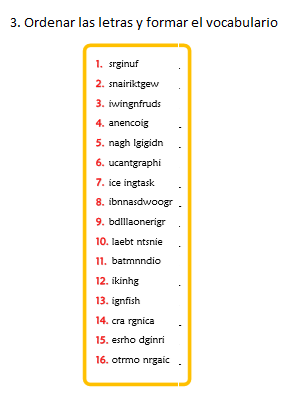 3. Ordenar las letras y formar el vocabulario
1. srginuf .
2. snairiktgew .
3. iwingnfruds
4. anencoig .
5. nagh lgigidn .
6. ucantgraphi
7. ice ingtask .
8. ibnnasdwoogr .
9. bdlllaonerigr .
10. laebt ntsnie .
11. batmnndio
12. ikinhg .
13. ignfish
14. cra rgnica .
15. esrho dginri
16. otrmo nrgaic .